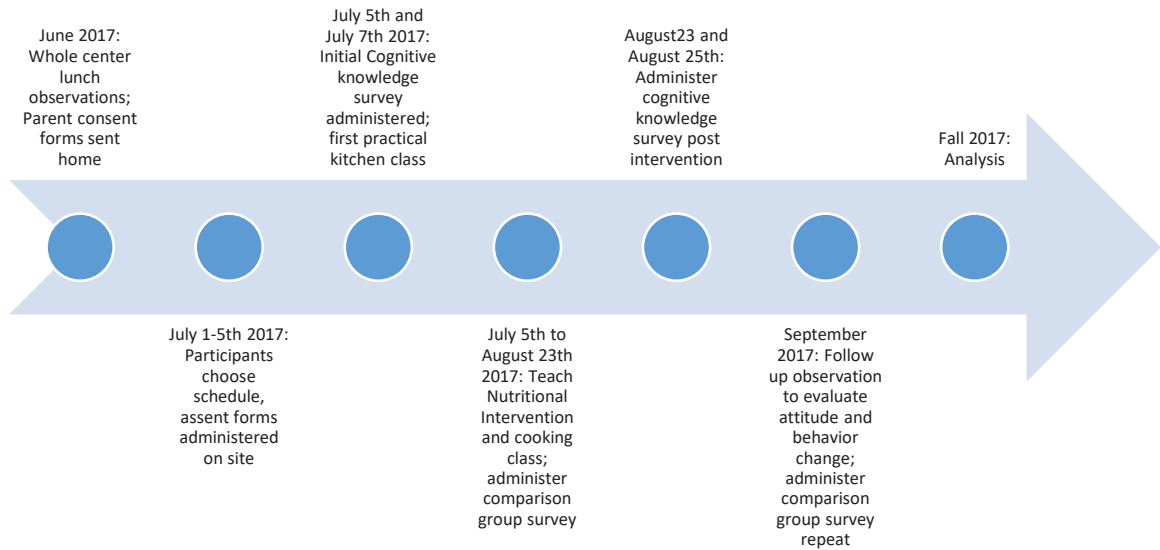 June 2017:
Whole center
lunch
observations;
Parent consent
forms sent
home
July 1-5th 2017:
Participants
choose
schedule,
assent forms
administered
on site
July 5th and
July 7th 2017:
Initial Cognitive
knowledge
survey
administered;
first practical
kitchen class
July 5th to
August 23th
2017: Teach
Nutritional
Intervention
and cooking
class;
administer
comparison
group survey
August23 and
August 25th:
Administer
cognitive
knowledge
survey post
intervention
September
2017: Follow
up observation
to evaluate
attitude and
behavior
change;
administer
comparison
group survey
repeat
Fall 2017:
Analysis